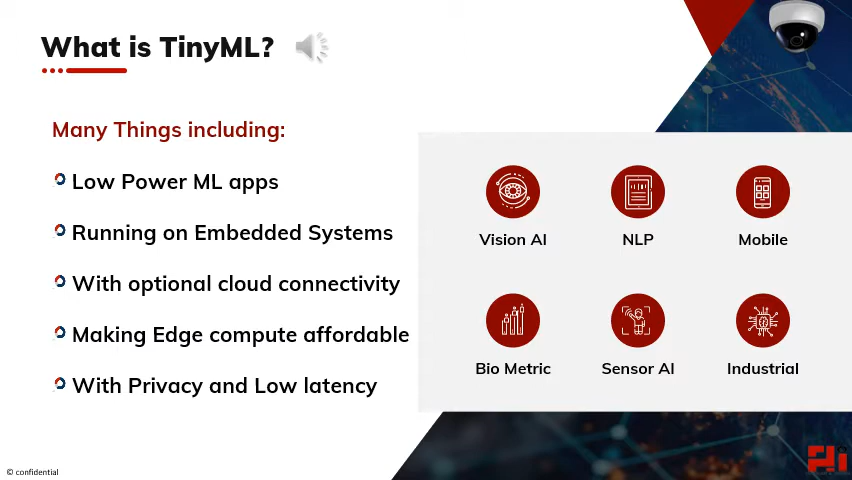 What is TinyML?
Many Things including:
Low Power ML apps
Running on Embedded Systems
With optional cloud connectivity
Making Edge compute affordable
With Privacy and Low latency
Vision AI
NLP
Mobile
Bio Metric
Sensor AI
Industrial
© confidential